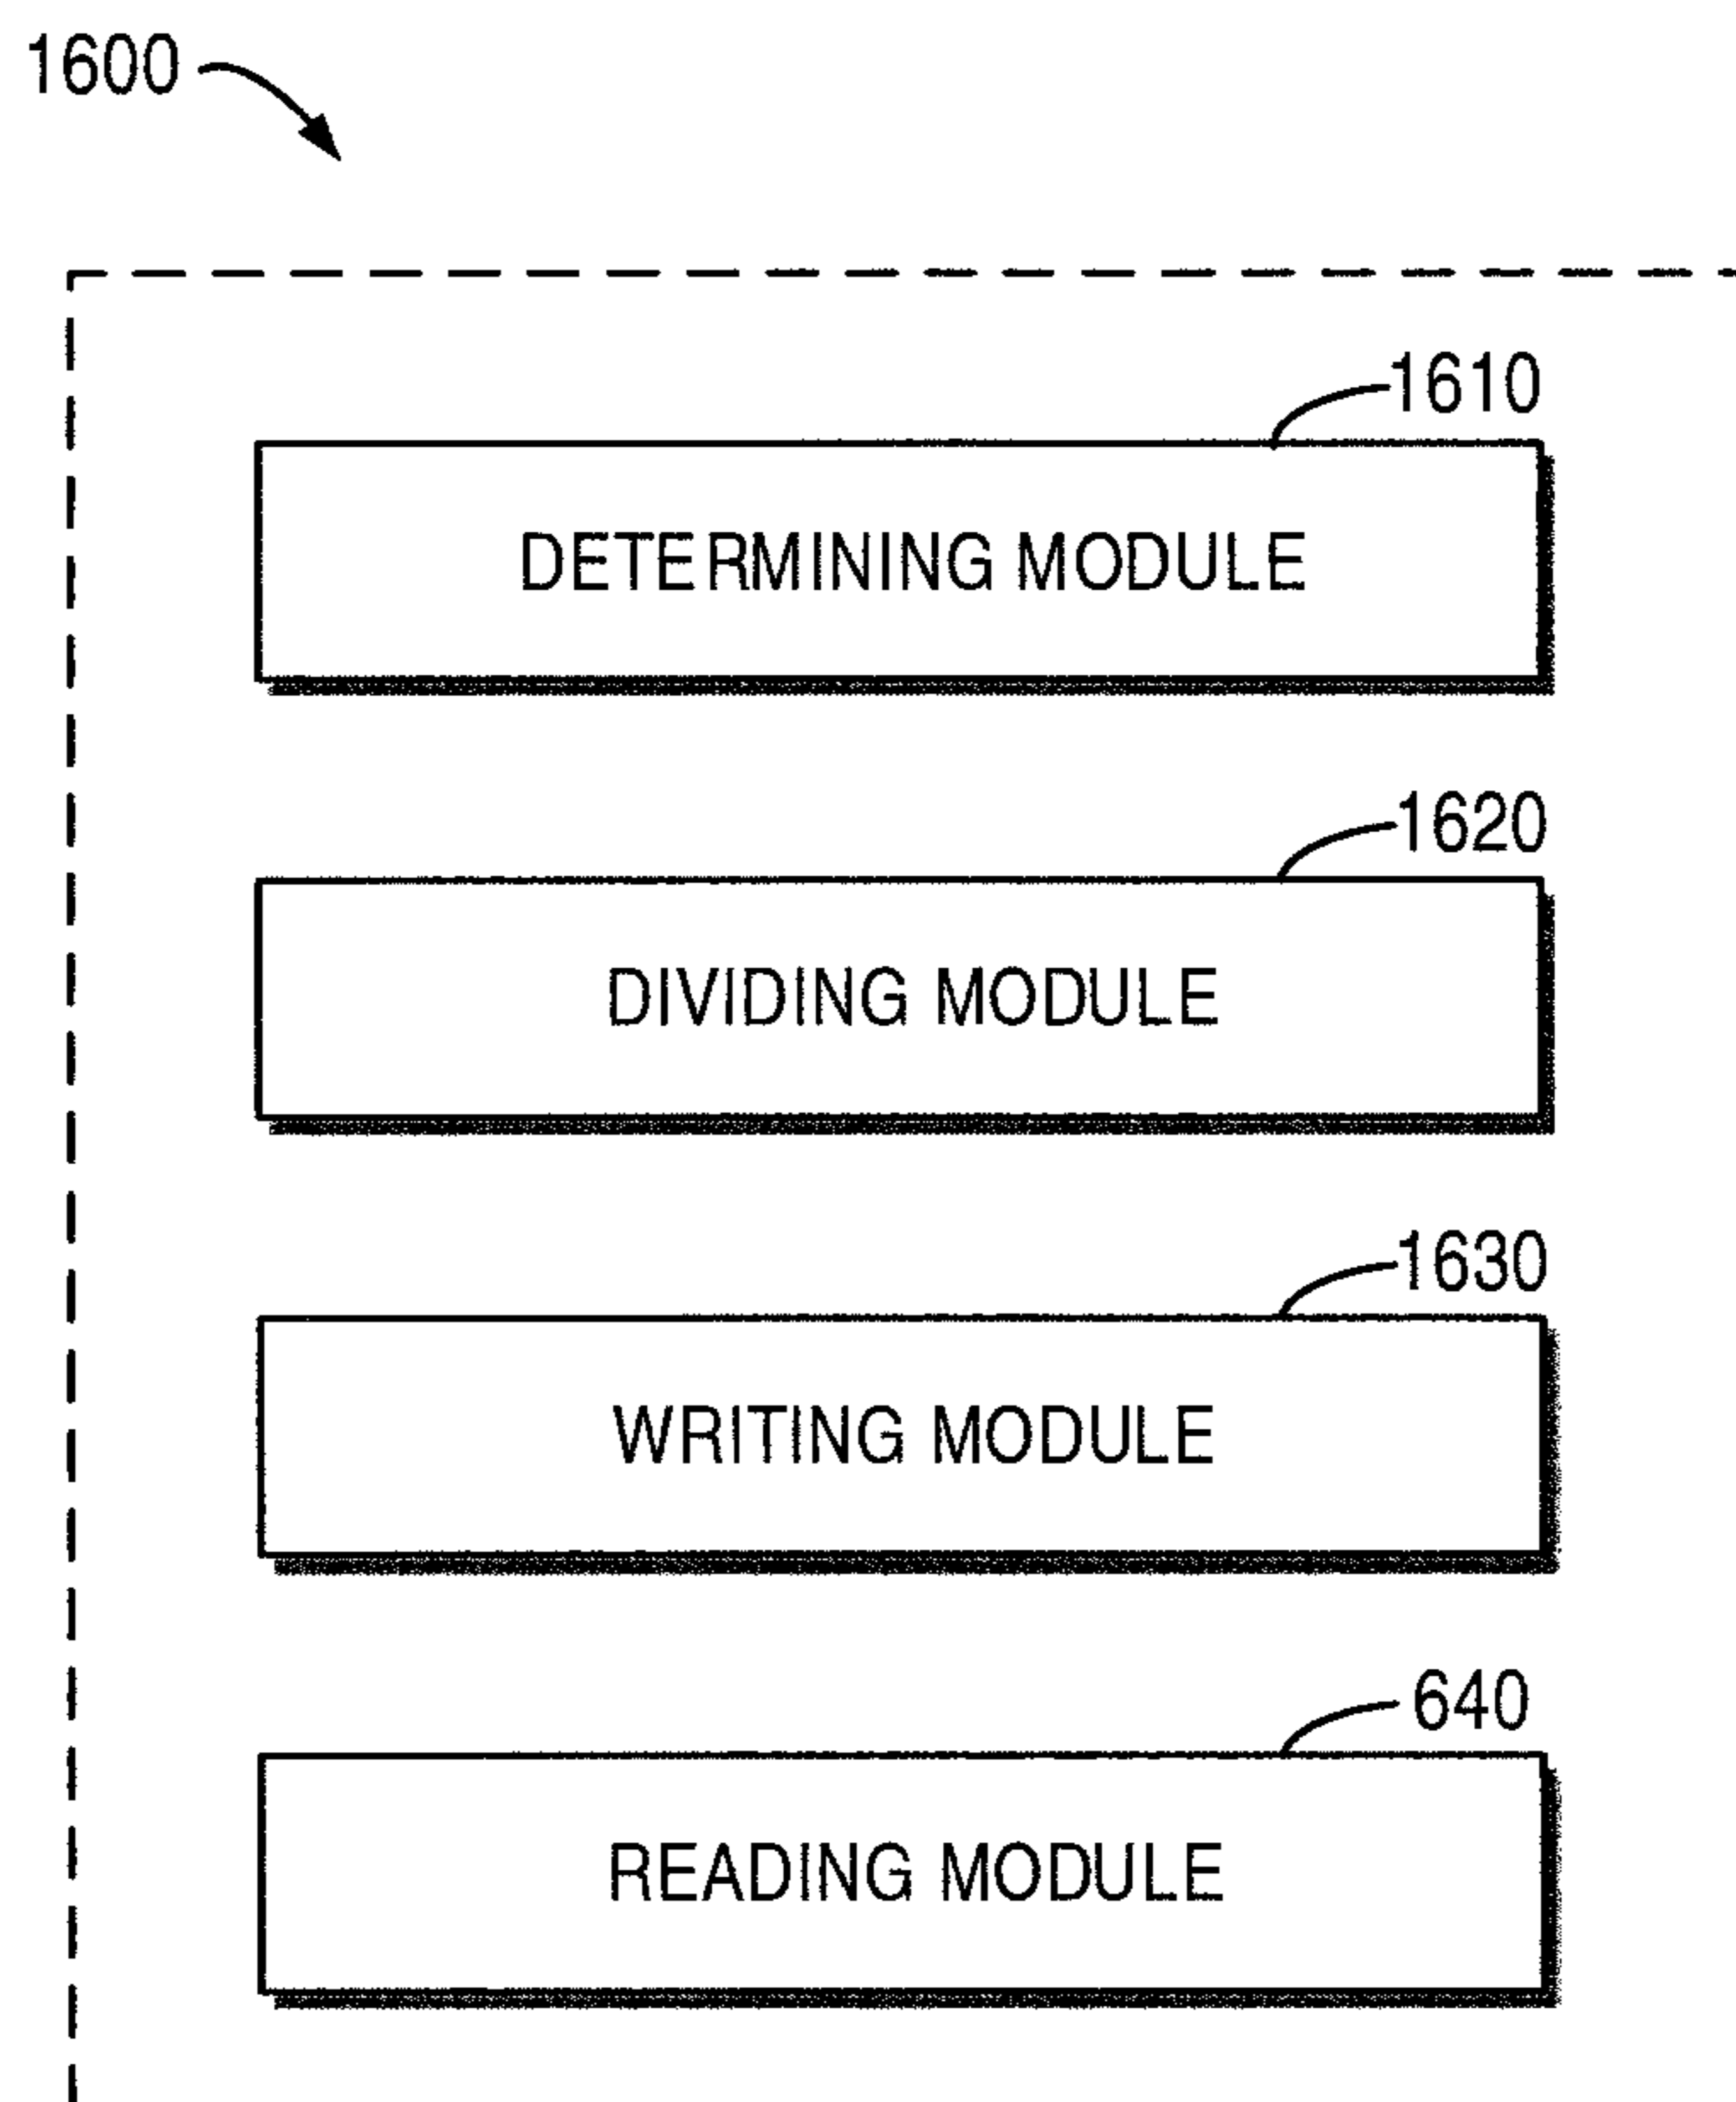 1600
1610
DETERMINING MODULE
1620
DIVIDING MODULE
1630
WRITING MODULE
640
READING MODULE